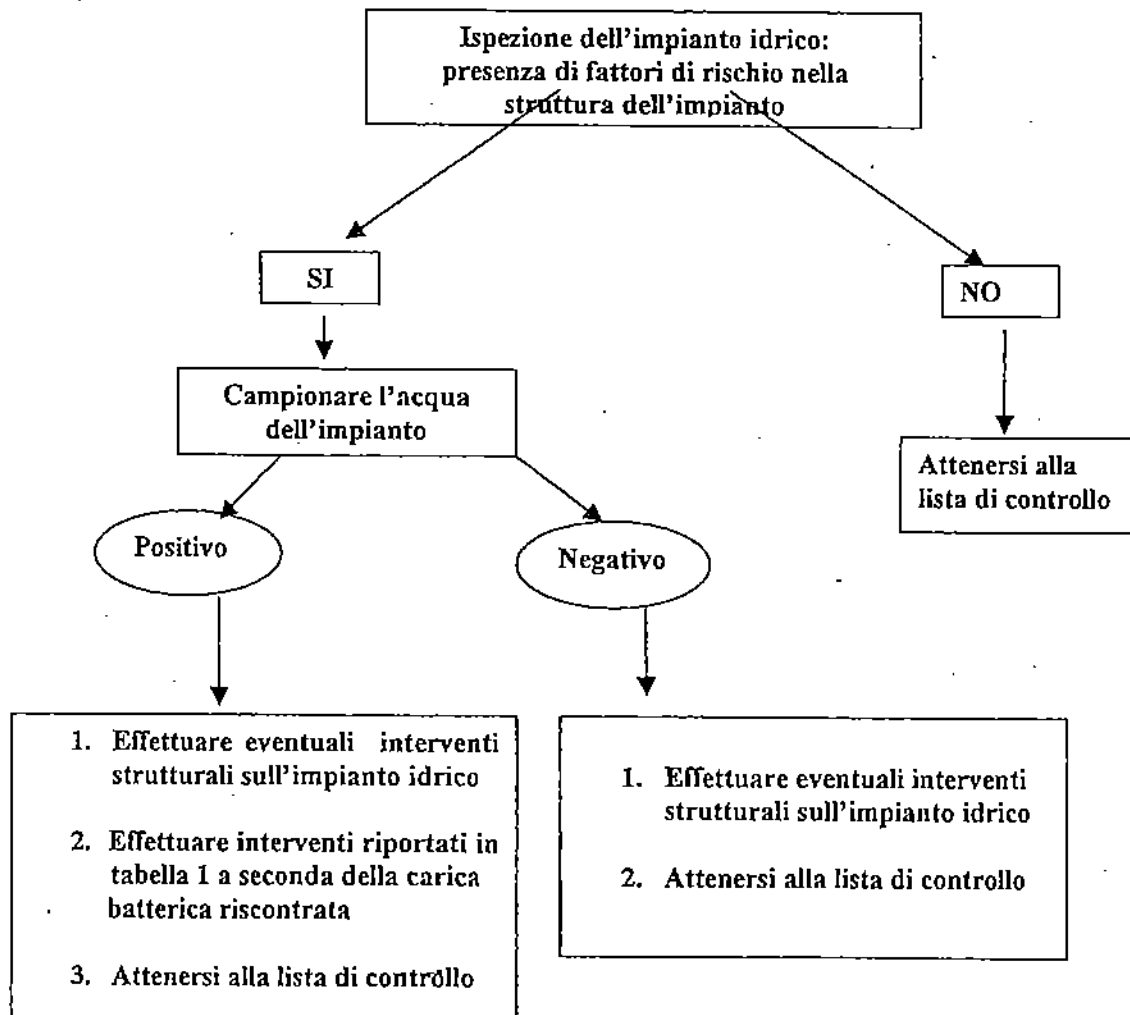 Ispezione dell'impianto idrico:
presenza di fattori di rischio nella
struttura dell'impianto
SI
NO
Campionare l'acqua
dell'impianto
Attenersi alla
lista di controllo
Positivo
Negativo
1. Effettuare eventuali interventi
strutturali sull'impianto idrico
2. Effettuare interventi riportati in
tabella 1 a seconda della carica
batterica riscontrata
3. Attenersi alla lista di controllo
1. Effettuare eventuali interventi
strutturali sull'impianto idrico
2. Attenersi alla lista di controllo